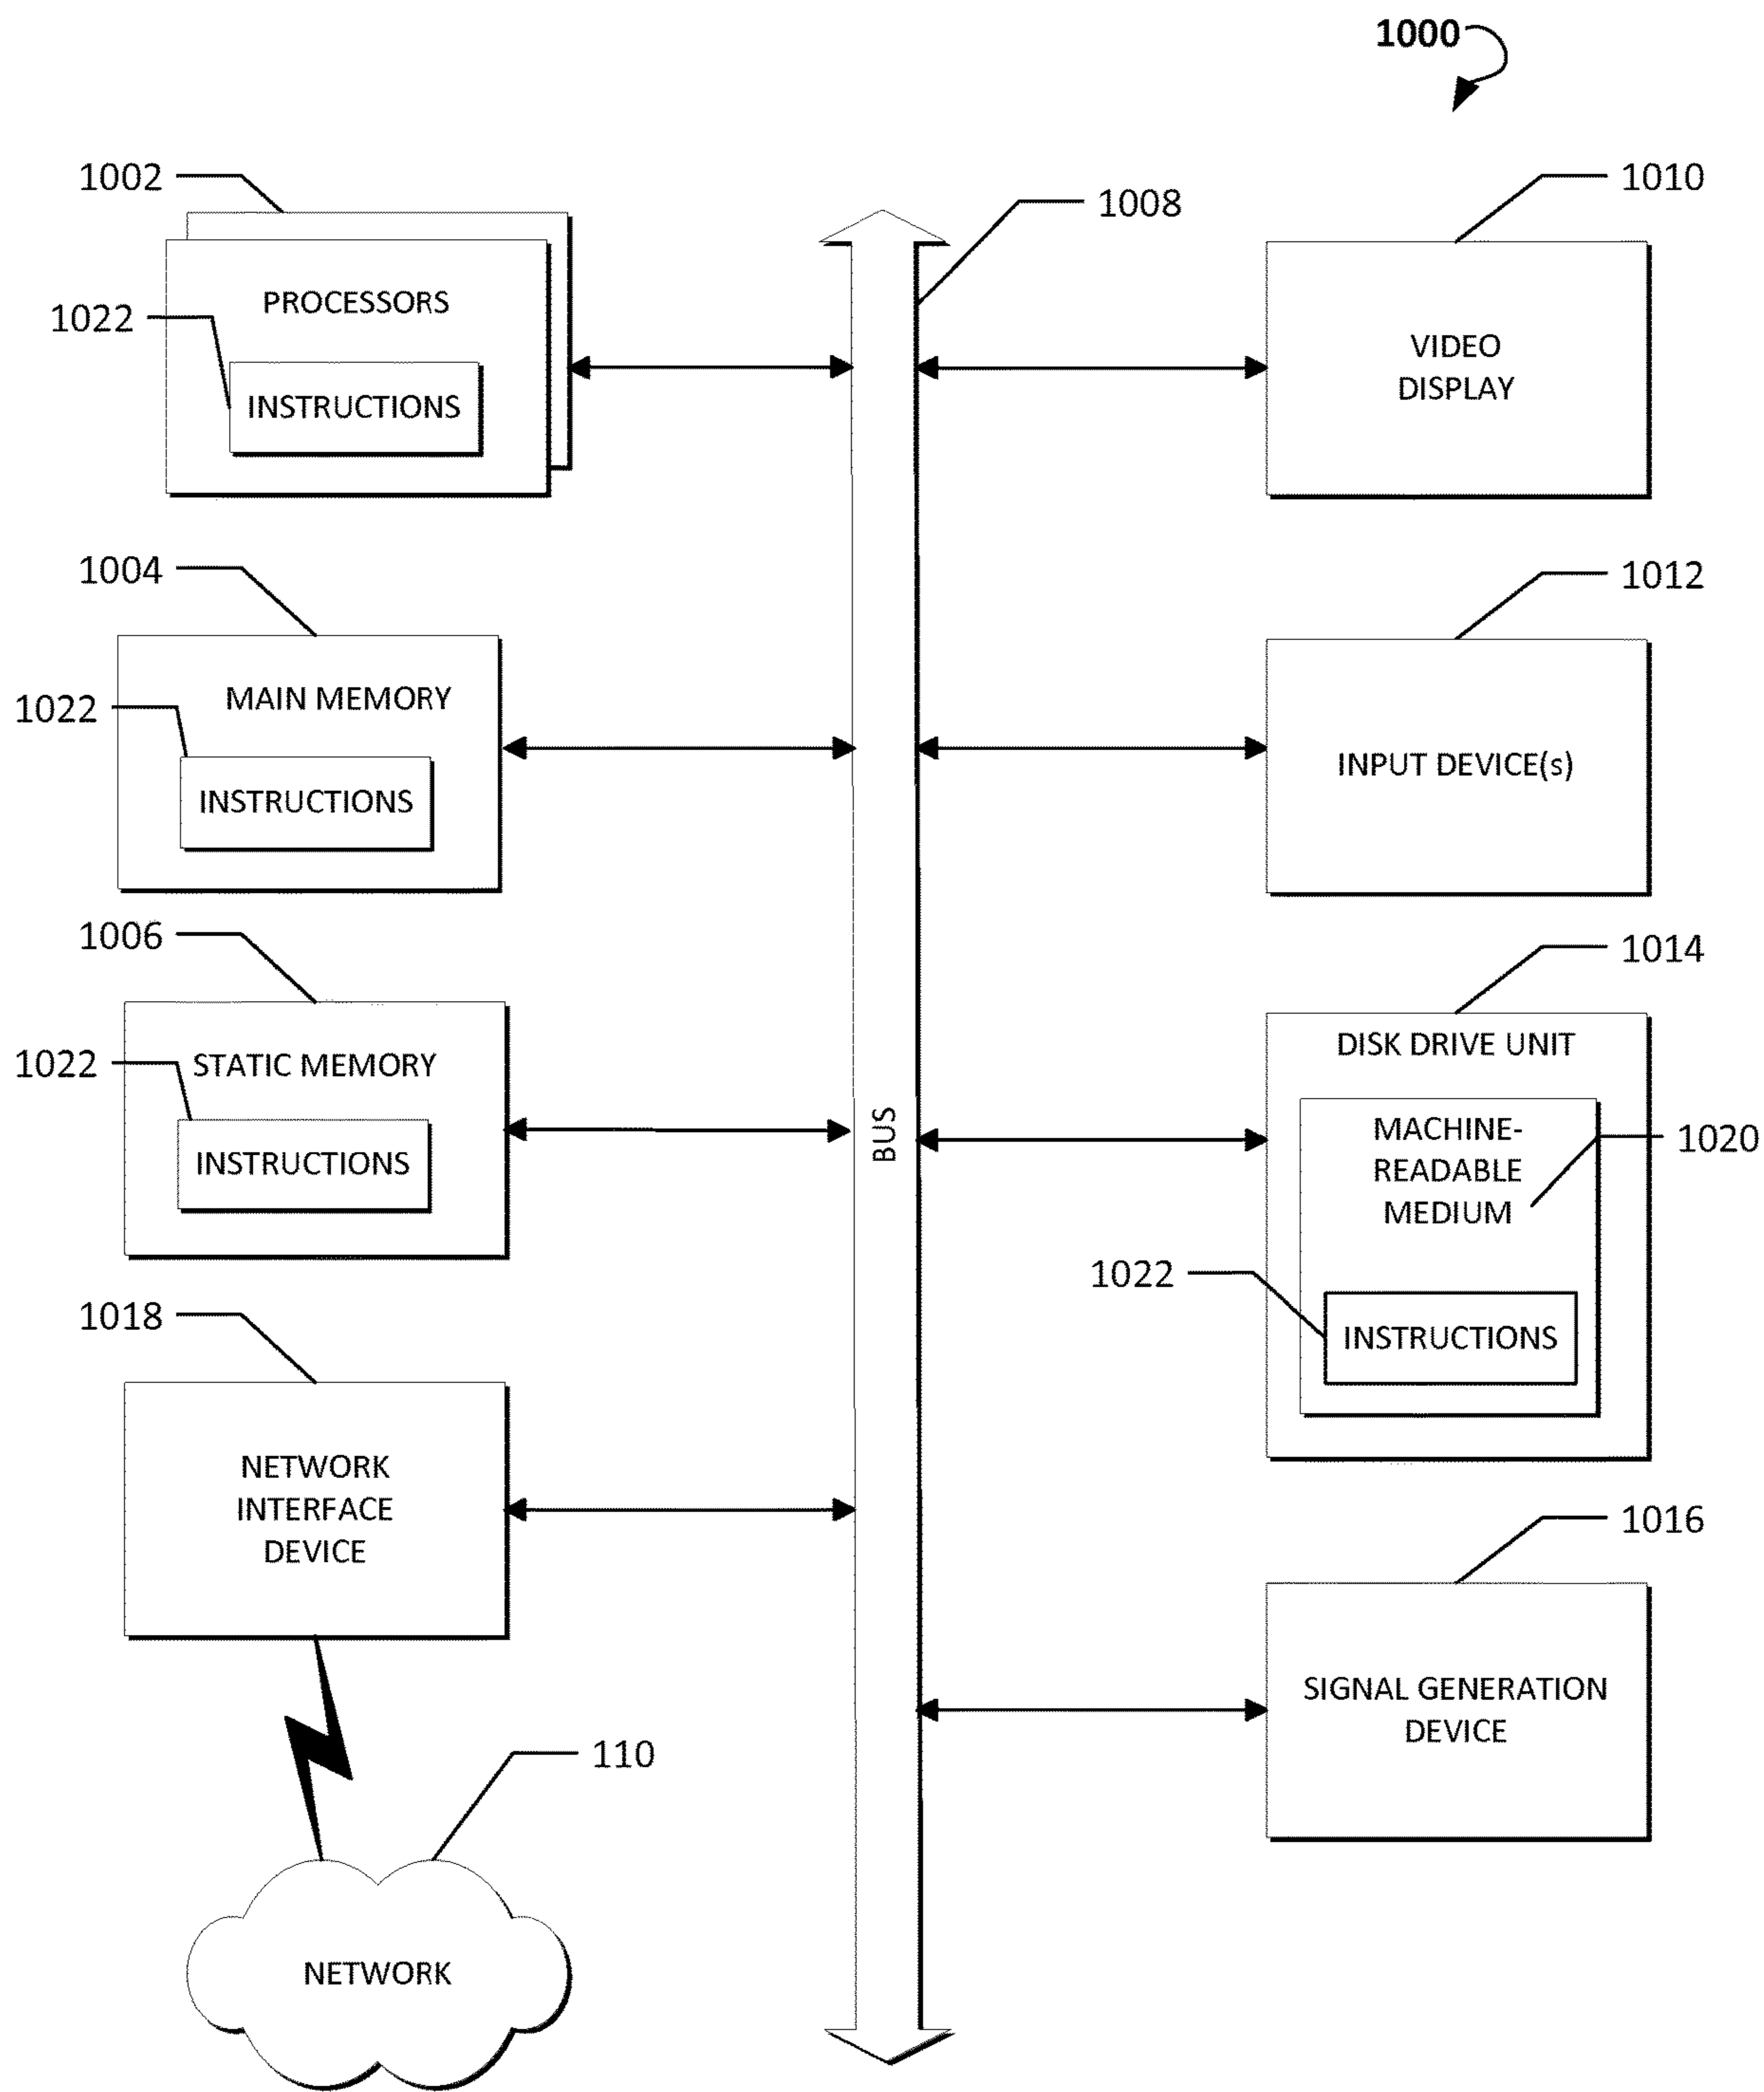 1000
1002
1008
1010
PROCESSORS
1022
INSTRUCTIONS
VIDEO
DISPLAY
1004
1012
MAIN MEMORY
1022
INSTRUCTIONS
INPUT DEVICE(s)
1006
1014
STATIC MEMORY
1022
INSTRUCTIONS
BUS
DISK DRIVE UNIT
MACHINE-
READABLE
MEDIUM
1020
1022
INSTRUCTIONS
1018
NETWORK
INTERFACE
DEVICE
1016
SIGNAL GENERATION
DEVICE
110
NETWORK